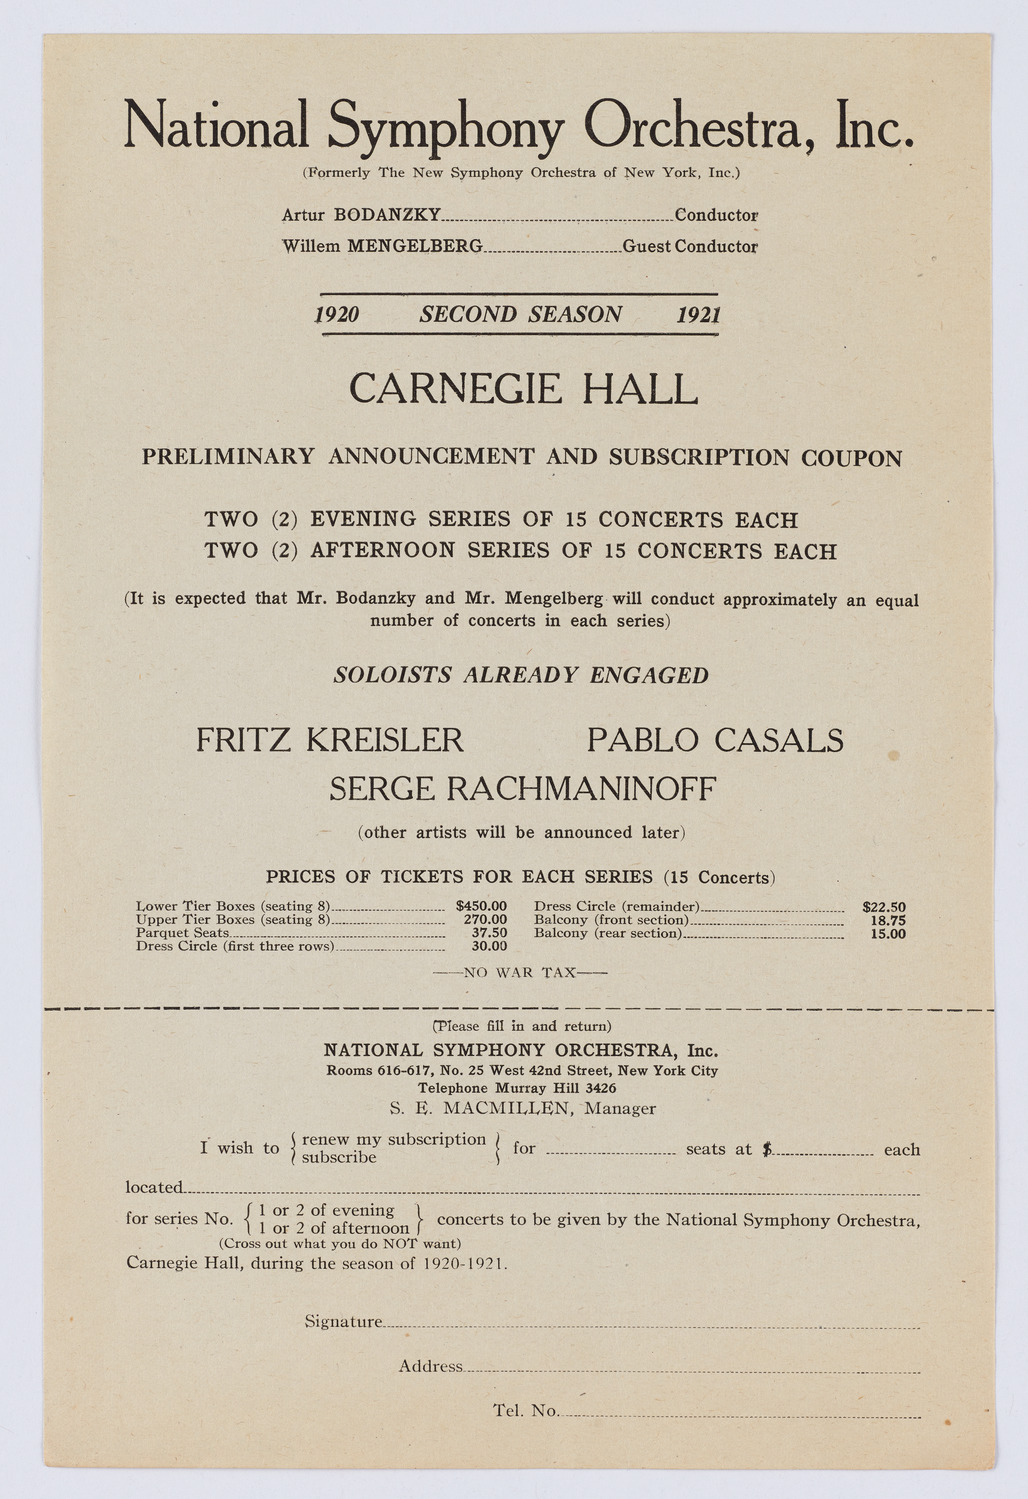 National Symphony Orchestra, Inc.
(Formerly The New Symphony Orchestra of New York, Inc.)
Artur BODANZKY Conductor
Willem MENGELBERG Guest Conductor
1920 SECOND SEASON 1921
CARNEGIE HALL
PRELIMINARY ANNOUNCEMENT AND SUBSCRIPTION COUPON
TWO (2) EVENING SERIES OF 15 CONCERTS EACH
TWO (2) AFTERNOON SERIES OF 15 CONCERTS EACH
(It is expected that Mr. Bodanzky and Mr. Mengelberg will conduct approximately an equal
number of concerts in each series)
SOLOISTS ALREADY ENGAGED
FRITZ KREISLER PABLO CASALS
SERGE RACHMANINOFF
(other artists will be announced later)
PRICES OF TICKETS FOR EACH SERIES (15 Concerts)
Lower Tier Boxes (seating 8) $450.00 Dress Circle (remainder) $22.50
Upper Tier Boxes (seating 8) 270.00 Balcony (front section) 18.75
Parquet Seats 37.50 Balcony (rear section) 15.00
Dress Circle (first three rows) 30.00
——NO WAR TAX——
(Please fill in and return)
NATIONAL SYMPHONY ORCHESTRA, Inc.
Rooms 616-617, No. 25 West 42nd Street, New York City
Telephone Murray Hill 3426
S. E. MACMILLEN, Manager
I wish to { renew my subscription
subscribe } for seats at $ each
located
for series No. { 1 or 2 of evening
1 or 2 of afternoon } concerts to be given by the National Symphony Orchestra,
(Cross out what you do NOT want)
Carnegie Hall, during the season of 1920-1921.
Signature
Address
Tel. No.